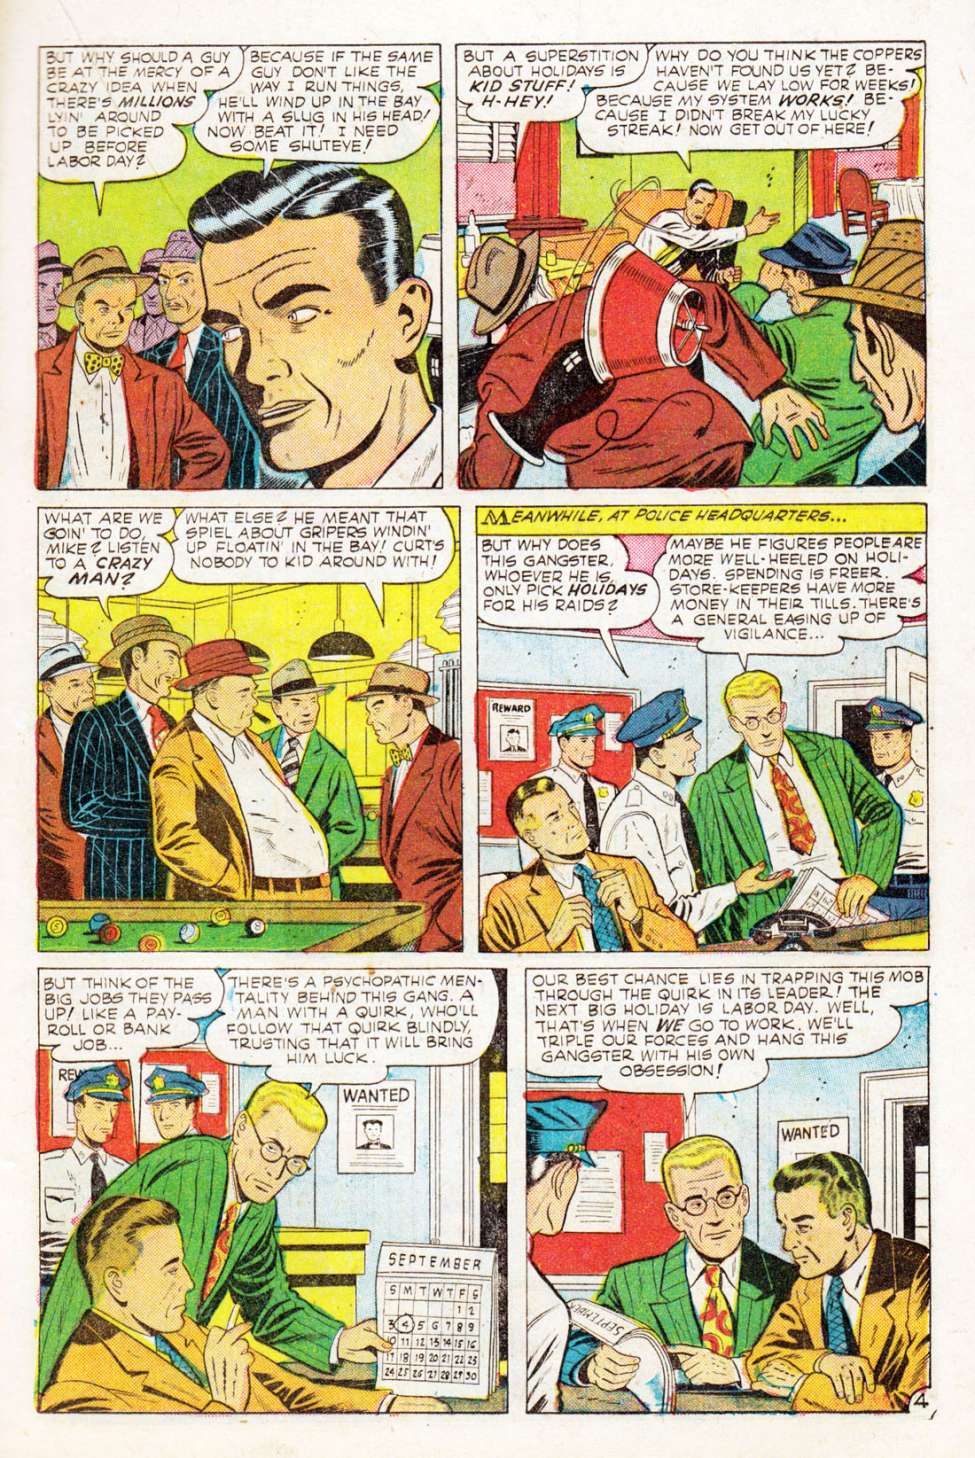 BUT WHY SHOULD A GUY
BE AT THE MERCY OF A
CRAZY IDEA WHEN
THERE'S MILLIONS
LYIN' AROUND
TO BE PICKED
UP BEFORE
LABOR DAY?
BECAUSE IF THE SAME
GUY DON'T LIKE THE
WAY I RUN THINGS,
HE'LL WIND UP IN THE BAY
WITH A SLUG IN HIS HEAD!
NOW BEAT IT! I NEED
SOME SHUTEYE!
BUT A SUPERSTITION
ABOUT HOLIDAYS IS
KID STUFF!
H-HEY!
WHY DO YOU THINK THE COPPERS
HAVEN'T FOUND US YET? BE-
CAUSE WE LAY LOW FOR WEEKS!
BECAUSE MY SYSTEM WORKS! BE-
CAUSE I DIDN'T BREAK MY LUCKY
STREAK! NOW GET OUT OF HERE!
WHAT ARE WE
GOIN' TO DO,
MIKE? LISTEN
TO A CRAZY
MAN?
WHAT ELSE? HE MEANT THAT
SPIEL ABOUT GRIPERS WINDIN'
UP FLOATIN' IN THE BAY! CURT'S
NOBODY TO KID AROUND WITH!
8
MEANWHILE, AT POLICE HEADQUARTERS...
BUT WHY DOES
THIS GANGSTER,
WHOEVER HE IS,
ONLY PICK HOLIDAYS
FOR HIS RAIDS?
MAYBE HE FIGURES PEOPLE ARE
MORE WELL-HEELED ON HOLI-
DAYS. SPENDING IS FREER.
STORE-KEEPERS HAVE MORE
MONEY IN THEIR TILLS. THERE'S
A GENERAL EASING UP OF
VIGILANCE...
REWARD
BUT THINK OF THE
BIG JOBS THEY PASS
UP! LIKE A PAY-
ROLL OR BANK
JOB...
THERE'S A PSYCHOPATHIC MEN-
TALITY BEHIND THIS GANG. A
MAN WITH A QUIRK, WHO'LL
FOLLOW THAT QUIRK BLINDLY,
TRUSTING THAT IT WILL BRING
HIM LUCK.
REW
WANTED
SEPTEMBER
S M T W T F S
1 2
3 4 5 6 7 8 9
10 11 12 13 14 15 16
17 18 19 20 21 22 23
24 25 26 27 28 29 30
OUR BEST CHANCE LIES IN TRAPPING THIS MOB
THROUGH THE QUIRK IN ITS LEADER! THE
NEXT BIG HOLIDAY IS LABOR DAY. WELL,
THAT'S WHEN WE GO TO WORK. WE'LL
TRIPLE OUR FORCES AND HANG THIS
GANGSTER WITH HIS OWN
OBSESSION!
WANTED
SEPTEMBER
4